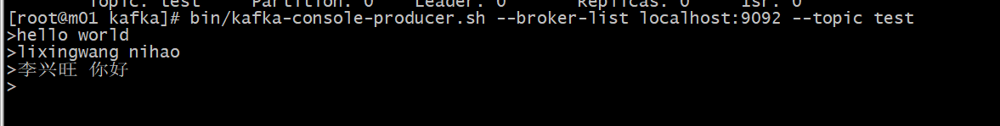 Topic: test Partition: 0 Leader: 0 Replicas: 0 Isr: 0
[root@m01 kafka]# bin/kafka-console-producer.sh --broker-list localhost:9092 --topic test
>hello world
>lixingwang nihao
>李兴旺 你好
>